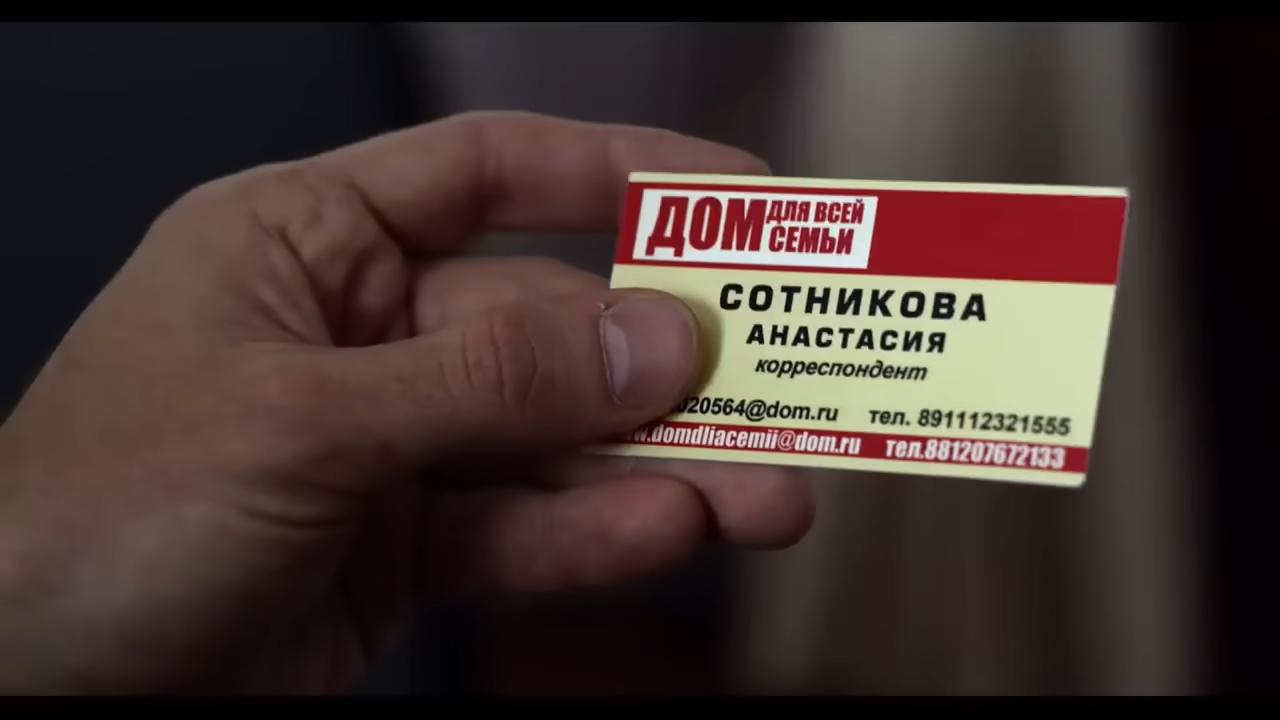 ДОМ ДЛЯ ВСЕЙ
СЕМЬИ
СОТНИКОВА
АНАСТАСИЯ
корреспондент
020564@dom.ru тел. 891112321555
w.domdliacemii@dom.ru тел.881207672133